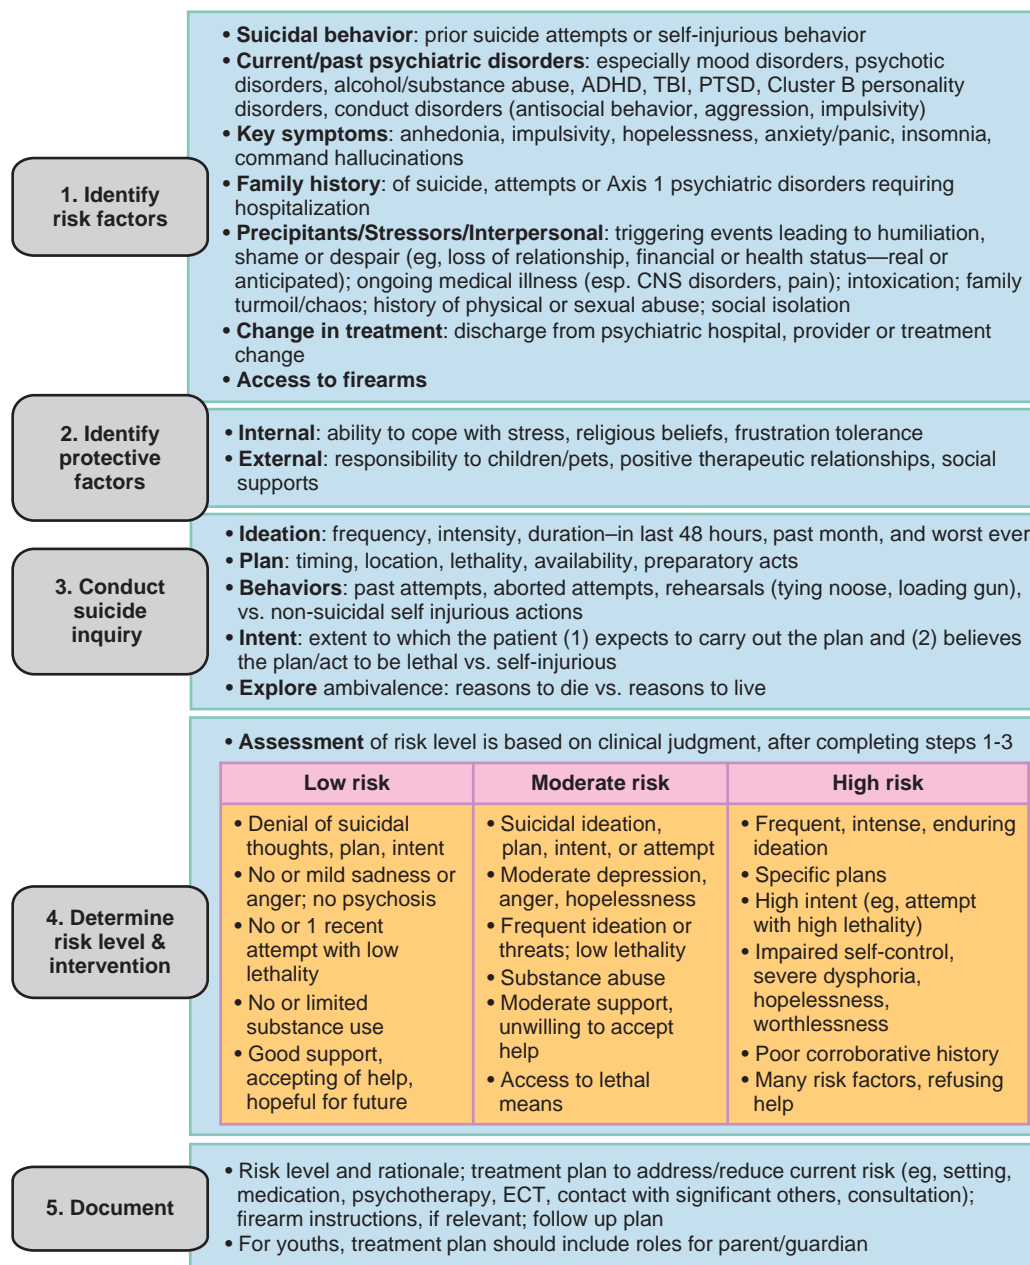 1. Identify
risk factors
• Suicidal behavior: prior suicide attempts or self-injurious behavior
• Current/past psychiatric disorders: especially mood disorders, psychotic
disorders, alcohol/substance abuse, ADHD, TBI, PTSD, Cluster B personality
disorders, conduct disorders (antisocial behavior, aggression, impulsivity)
• Key symptoms: anhedonia, impulsivity, hopelessness, anxiety/panic, insomnia,
command hallucinations
• Family history: of suicide, attempts or Axis 1 psychiatric disorders requiring
hospitalization
• Precipitants/Stressors/Interpersonal: triggering events leading to humiliation,
shame or despair (eg, loss of relationship, financial or health status—real or
anticipated); ongoing medical illness (esp. CNS disorders, pain); intoxication; family
turmoil/chaos; history of physical or sexual abuse; social isolation
• Change in treatment: discharge from psychiatric hospital, provider or treatment
change
• Access to firearms
2. Identify
protective
factors
• Internal: ability to cope with stress, religious beliefs, frustration tolerance
• External: responsibility to children/pets, positive therapeutic relationships, social
supports
3. Conduct
suicide
inquiry
• Ideation: frequency, intensity, duration–in last 48 hours, past month, and worst ever
• Plan: timing, location, lethality, availability, preparatory acts
• Behaviors: past attempts, aborted attempts, rehearsals (tying noose, loading gun),
vs. non-suicidal self injurious actions
• Intent: extent to which the patient (1) expects to carry out the plan and (2) believes
the plan/act to be lethal vs. self-injurious
• Explore ambivalence: reasons to die vs. reasons to live
4. Determine
risk level &
intervention
• Assessment of risk level is based on clinical judgment, after completing steps 1-3
Low risk
• Denial of suicidal
thoughts, plan, intent
• No or mild sadness or
anger; no psychosis
• No or 1 recent
attempt with low
lethality
• No or limited
substance use
• Good support,
accepting of help,
hopeful for future
Moderate risk
• Suicidal ideation,
plan, intent, or attempt
• Moderate depression,
anger, hopelessness
• Frequent ideation or
threats; low lethality
• Substance abuse
• Moderate support,
unwilling to accept
help
• Access to lethal
means
High risk
• Frequent, intense, enduring
ideation
• Specific plans
• High intent (eg, attempt
with high lethality)
• Impaired self-control,
severe dysphoria,
hopelessness,
worthlessness
• Poor corroborative history
• Many risk factors, refusing
help
5. Document
• Risk level and rationale; treatment plan to address/reduce current risk (eg, setting,
medication, psychotherapy, ECT, contact with significant others, consultation);
firearm instructions, if relevant; follow up plan
• For youths, treatment plan should include roles for parent/guardian